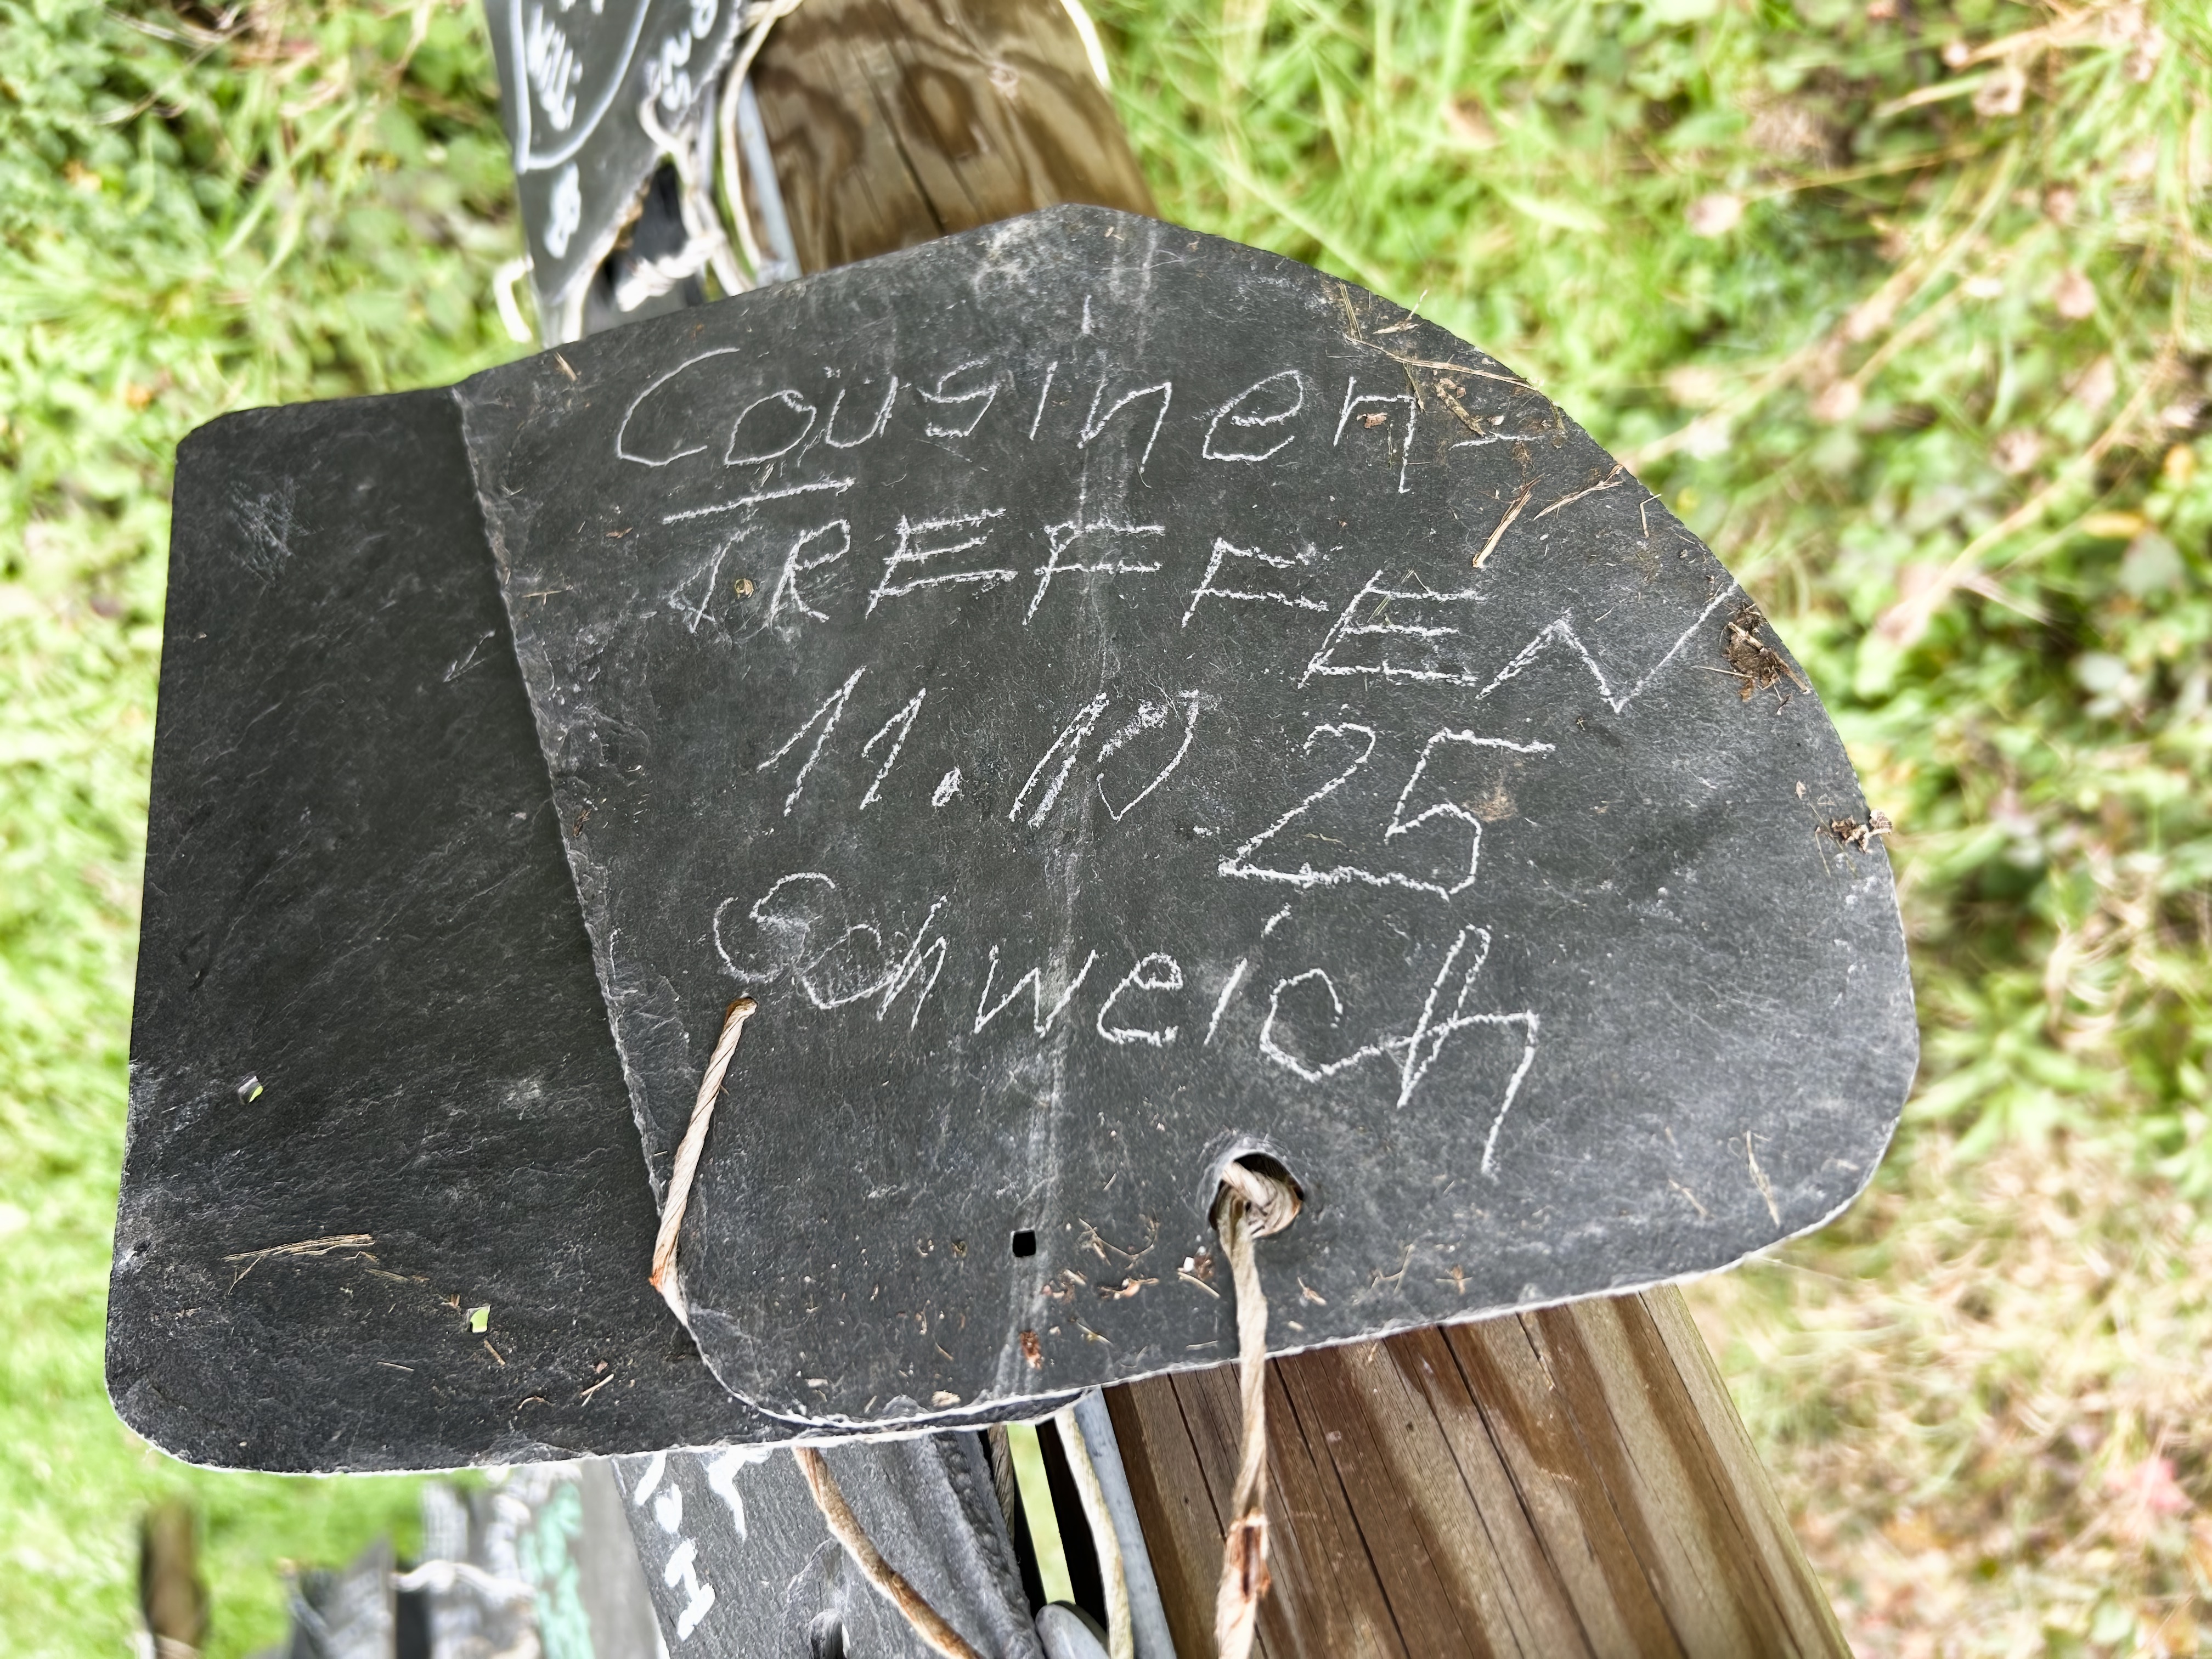 Cousinen-
TREFFEN
11.10.25
Schweich